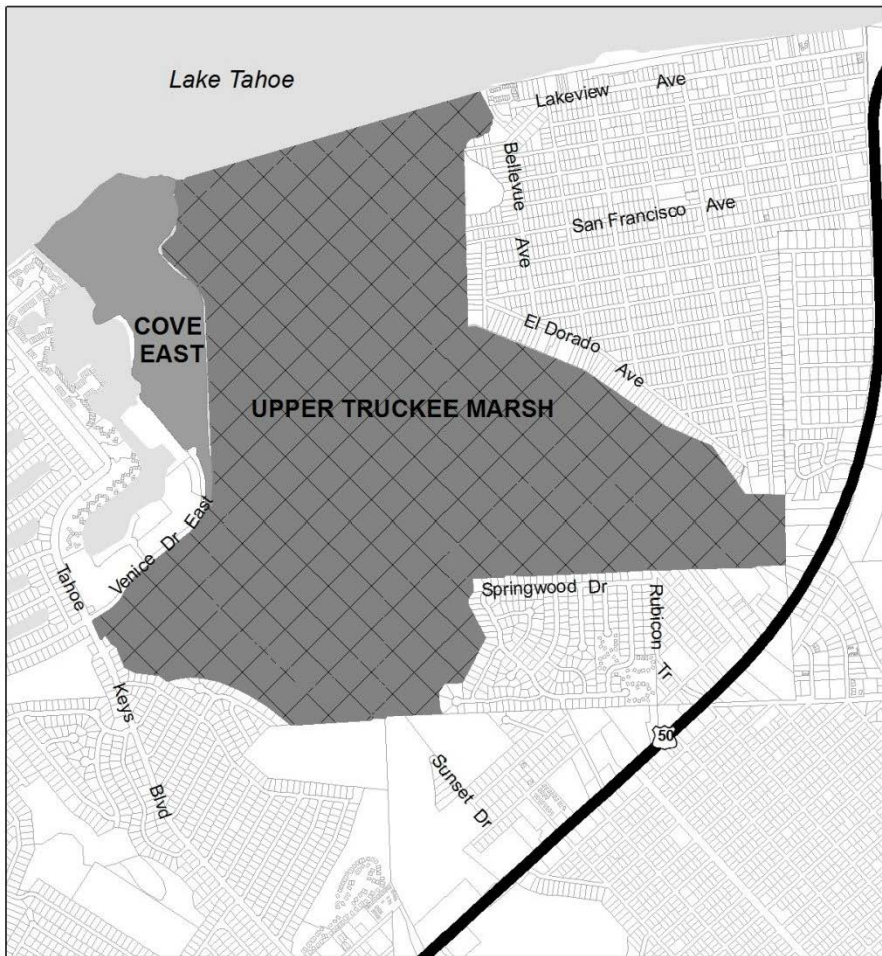 Lake Tahoe
Lakeview Ave
Bellevue Ave
San Francisco Ave
COVE
EAST
El Dorado Ave
UPPER TRUCKEE MARSH
Venice Dr East
Springwood Dr
Rubicon Tr
Tahoe Keys Blvd
50
Sunset Dr